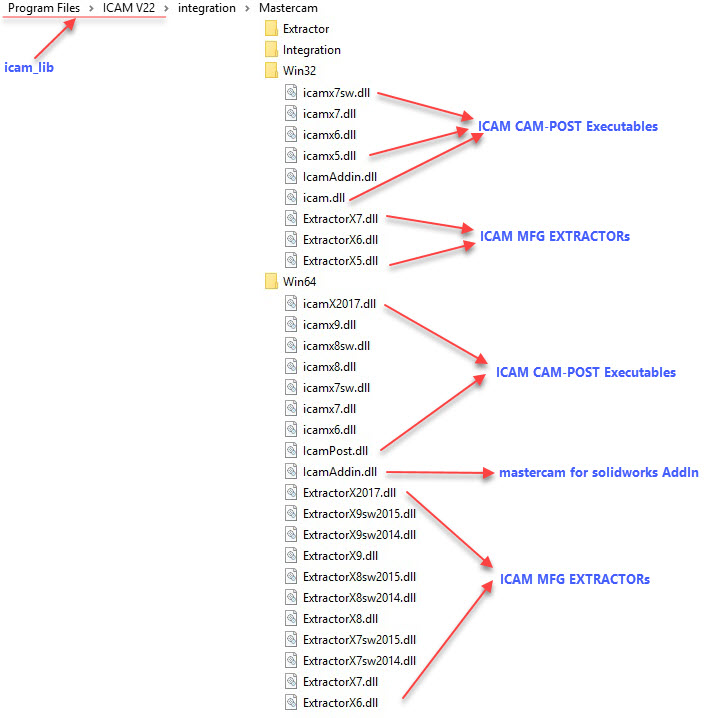 Program Files > ICAM V22 > integration > Mastercam
icam_lib
Extractor
Integration
Win32
icamx7sw.dll
icamx7.dll
icamx6.dll
icamx5.dll
IcamAddin.dll
icam.dll
ICAM CAM-POST Executables
ExtractorX7.dll
ExtractorX6.dll
ExtractorX5.dll
ICAM MFG EXTRACTORs
Win64
icamX2017.dll
icamx9.dll
icamx8sw.dll
icamx8.dll
icamx7sw.dll
icamx7.dll
icamx6.dll
IcamPost.dll
ICAM CAM-POST Executables
IcamAddin.dll
mastercam for solidworks AddIn
ExtractorX2017.dll
ExtractorX9sw2015.dll
ExtractorX9sw2014.dll
ExtractorX9.dll
ExtractorX8sw2015.dll
ExtractorX8sw2014.dll
ExtractorX8.dll
ExtractorX7sw2015.dll
ExtractorX7sw2014.dll
ExtractorX7.dll
ExtractorX6.dll
ICAM MFG EXTRACTORs